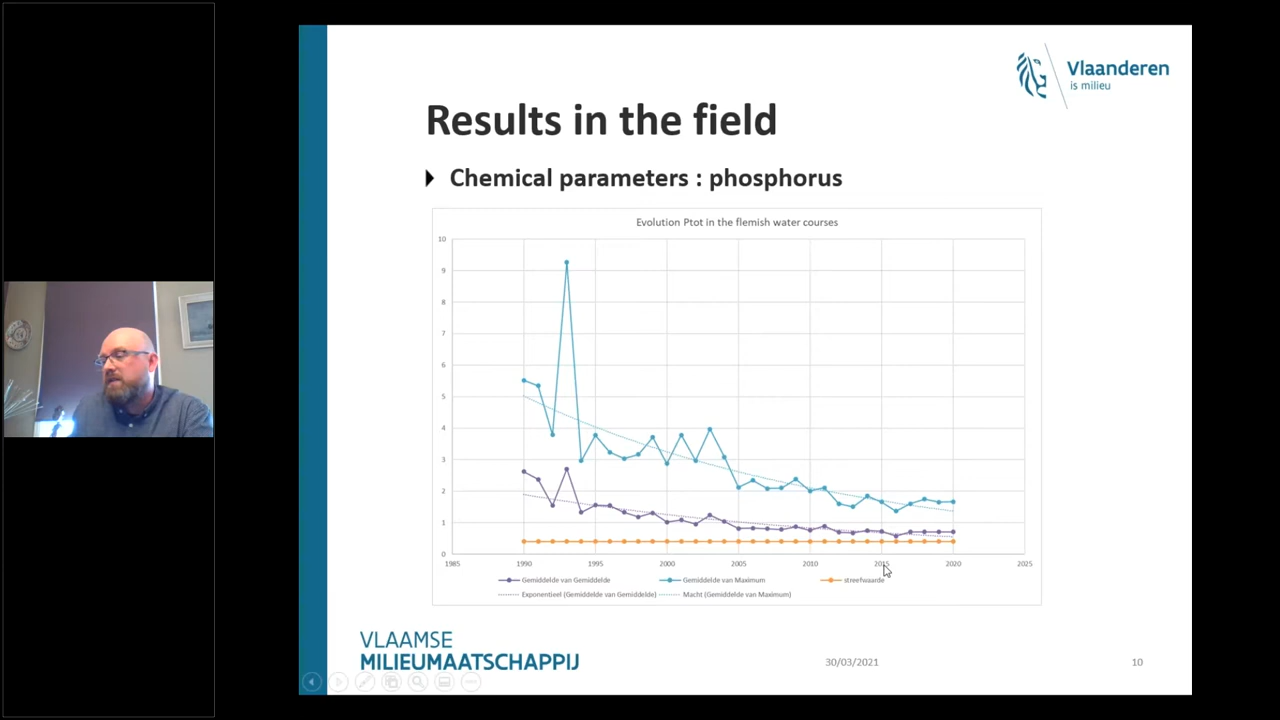 Vlaanderen
is milieu
Results in the field
Chemical parameters : phosphorus
Evolution Ptot in the flemish water courses
10
9
8
7
6
5
4
3
2
1
0
1985 1990 1995 2000 2005 2010 2015 2020 2025
Gemiddelde van Gemiddelde Gemiddelde van Maximum streefwaarde
Exponentieel (Gemiddelde van Gemiddelde) Macht (Gemiddelde van Maximum)
VLAAMSE
MILIEUMAATSCHAPPIJ
30/03/2021 10